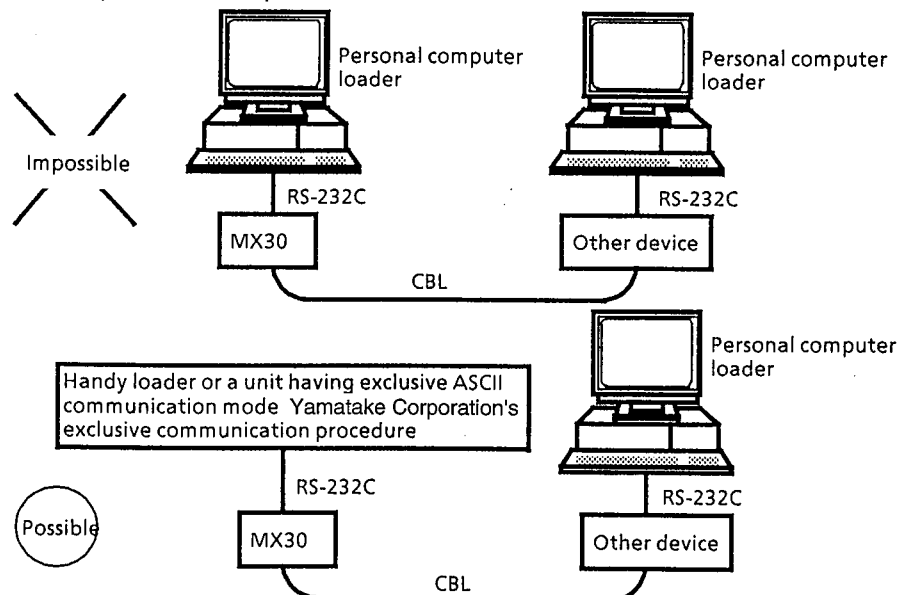 Personal computer
loader
Personal computer
loader
Impossible
RS-232C
RS-232C
MX30
Other device
CBL
Personal computer
loader
Handy loader or a unit having exclusive ASCII
communication mode Yamatake Corporation's
exclusive communication procedure
RS-232C
RS-232C
Possible
MX30
Other device
CBL